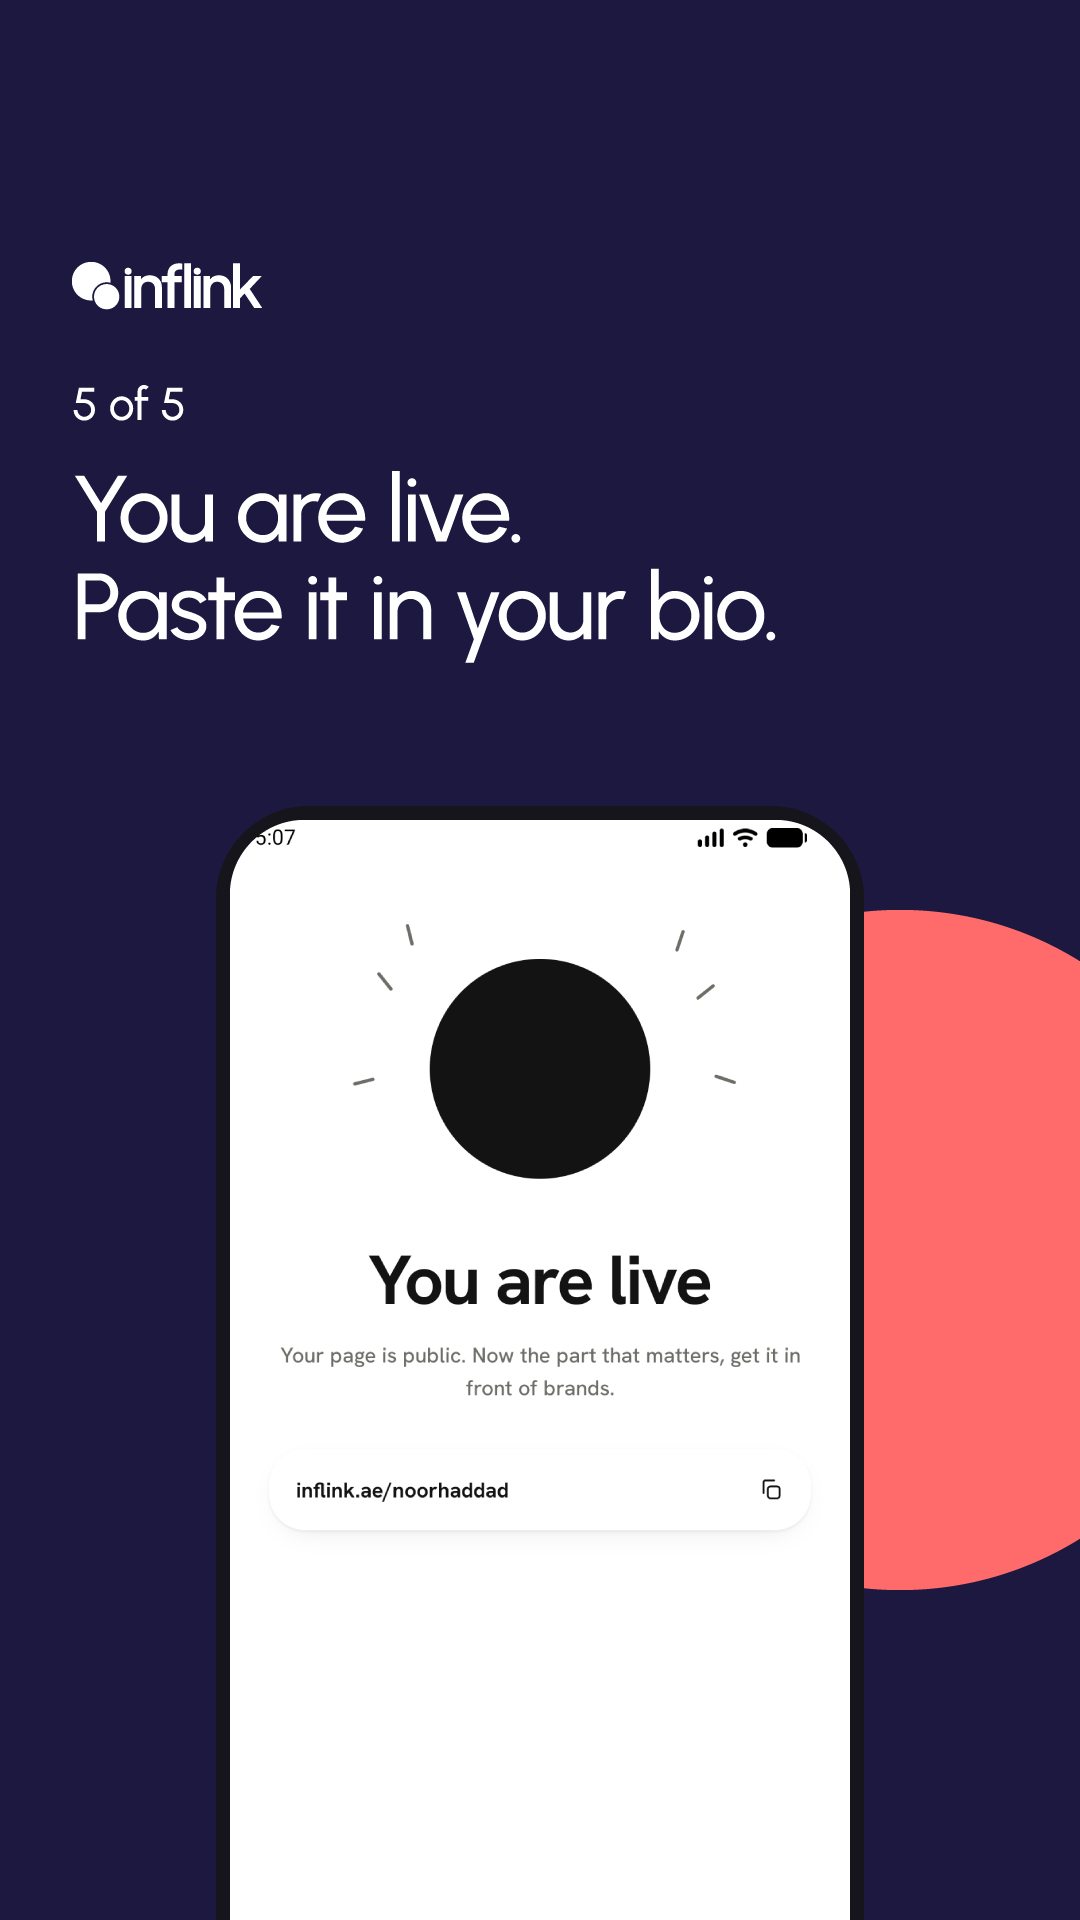 inflink
5 of 5
You are live.
Paste it in your bio.
5:07
You are live
Your page is public. Now the part that matters, get it in
front of brands.
inflink.ae/noorhaddad